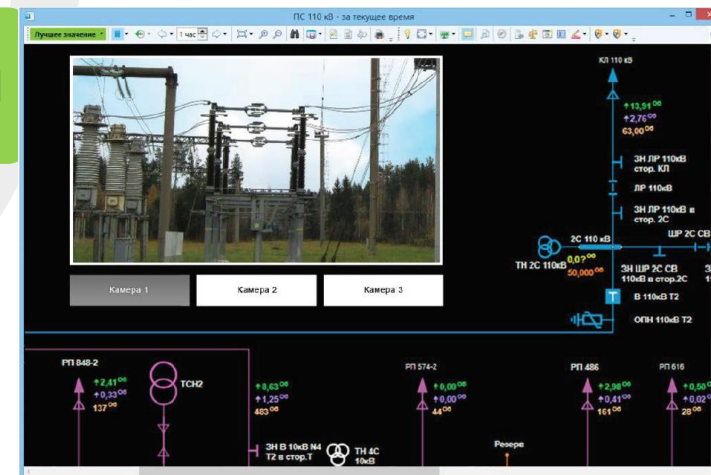 ПС 110 кВ - за текущее время
Лучшее значение
1 час
Камера 1
Камера 2
Камера 3
КЛ 110 кВ
13,91
2,76
63,00
ЗН ЛР 110кВ
стор. КЛ
ЛР 110кВ
ЗН ЛР 110кВ в
стор. 2С
2С 110 кВ
ШР 2С СВ
ТН 2С 110кВ
50,000
ЗН ШР 2С СВ
110кВ в стор.2С
В 110кВ Т2
ОПН 110кВ Т2
РП 848-2
2,41
0,33
137
ТСН2
0,63
1,25
483
ЗН В 10кВ N4
Т2 в стор.Т
ТН 4С
10кВ
РП 574-2
0,00
0,00
44
Резерв
РП 486
2,98
0,41
161
РП 616
0,50
0,02
28